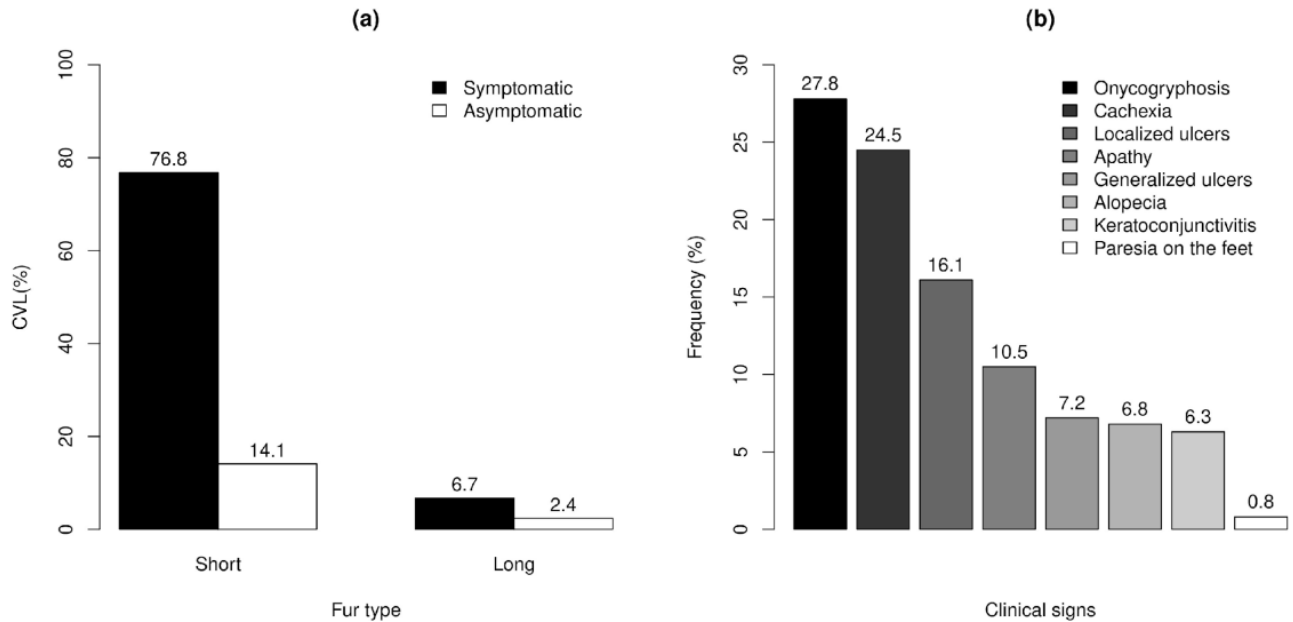 (a)
100
80
60
40
20
0
CVL(%)
Symptomatic
Asymptomatic
76.8
14.1
6.7
2.4
Short
Long
Fur type
(b)
30
25
20
15
10
5
0
Frequency (%)
Onycogryphosis
Cachexia
Localized ulcers
Apathy
Generalized ulcers
Alopecia
Keratoconjunctivitis
Paresia on the feet
27.8
24.5
16.1
10.5
7.2
6.8
6.3
0.8
Clinical signs